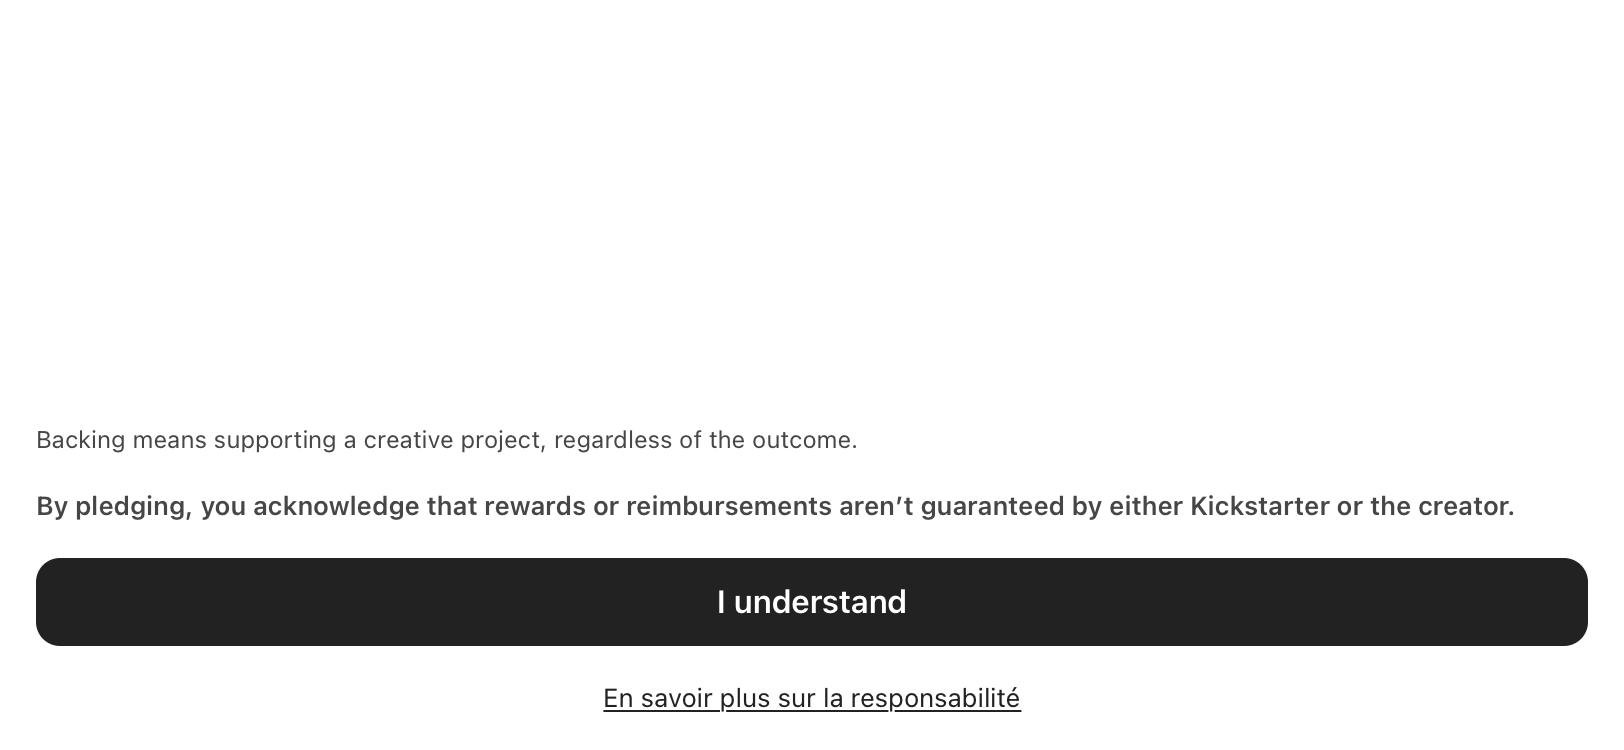 Backing means supporting a creative project, regardless of the outcome.
By pledging, you acknowledge that rewards or reimbursements aren’t guaranteed by either Kickstarter or the creator.
I understand
En savoir plus sur la responsabilité